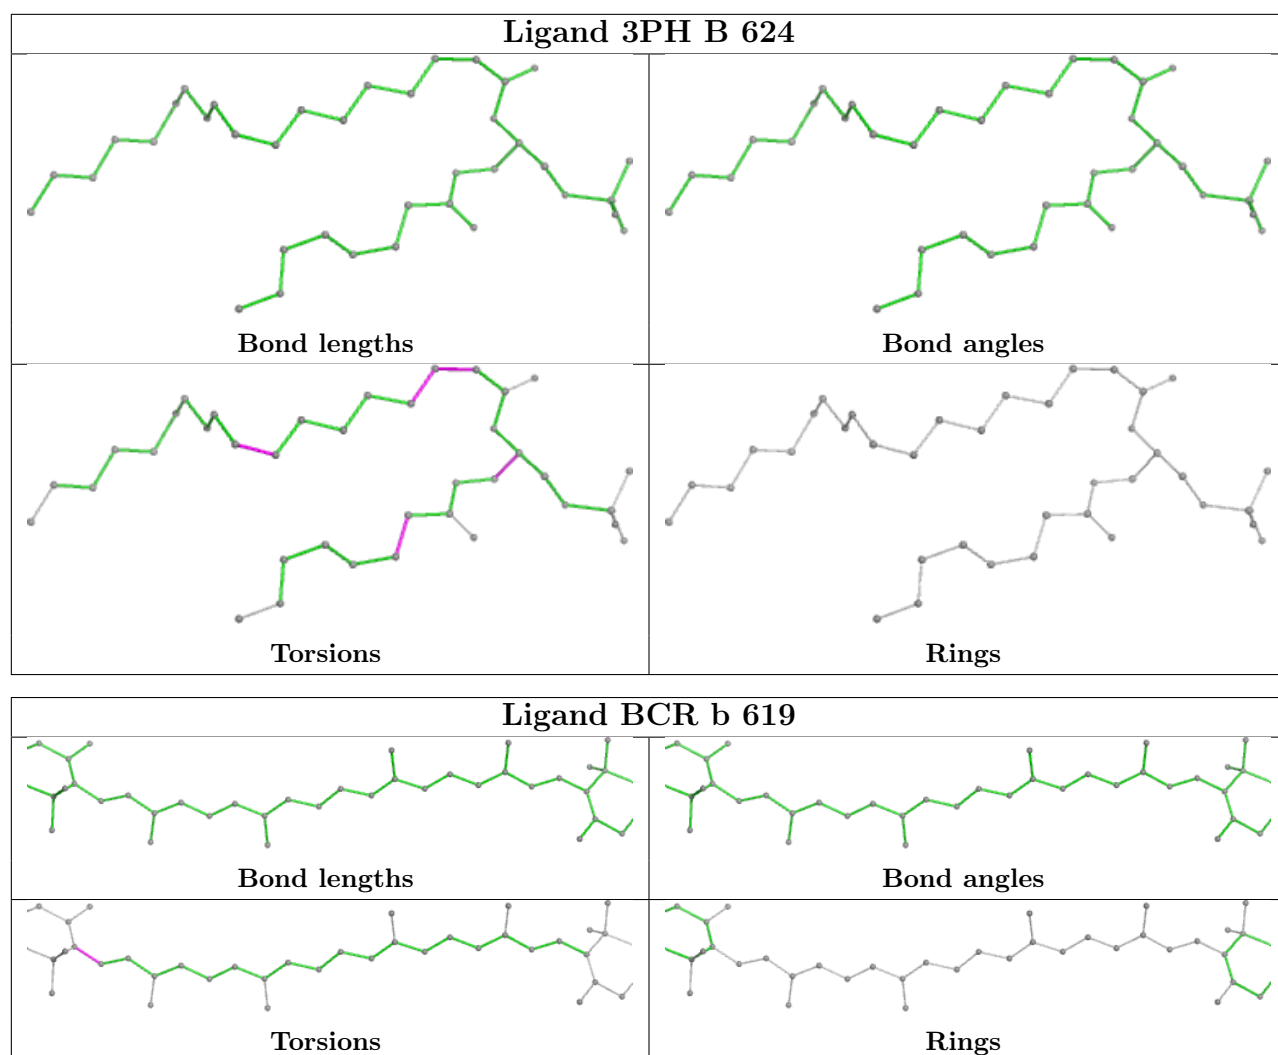 Ligand 3PH B 624
Bond lengths
Bond angles
Torsions
Rings
Ligand BCR b 619
Bond lengths
Bond angles
Torsions
Rings